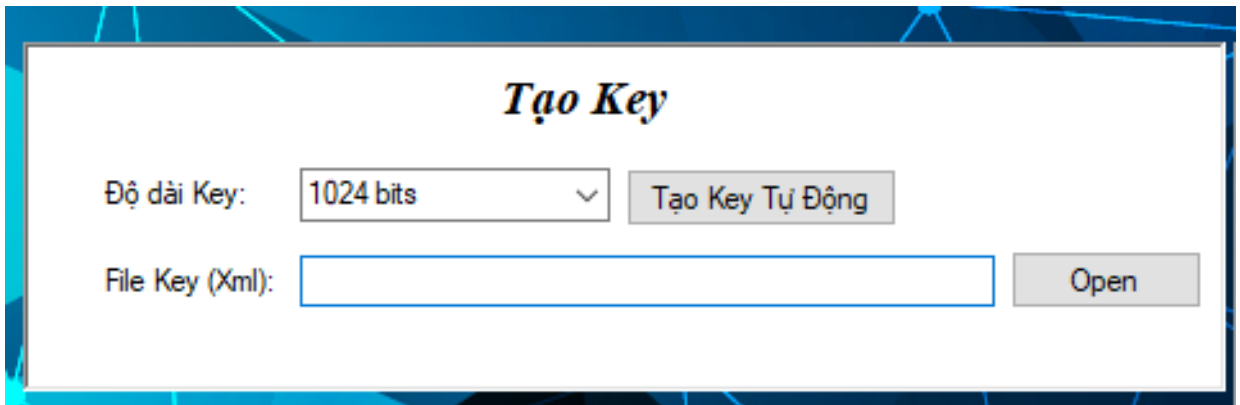 Tạo Key
Độ dài Key: 1024 bits Tạo Key Tự Động
File Key (Xml): Open